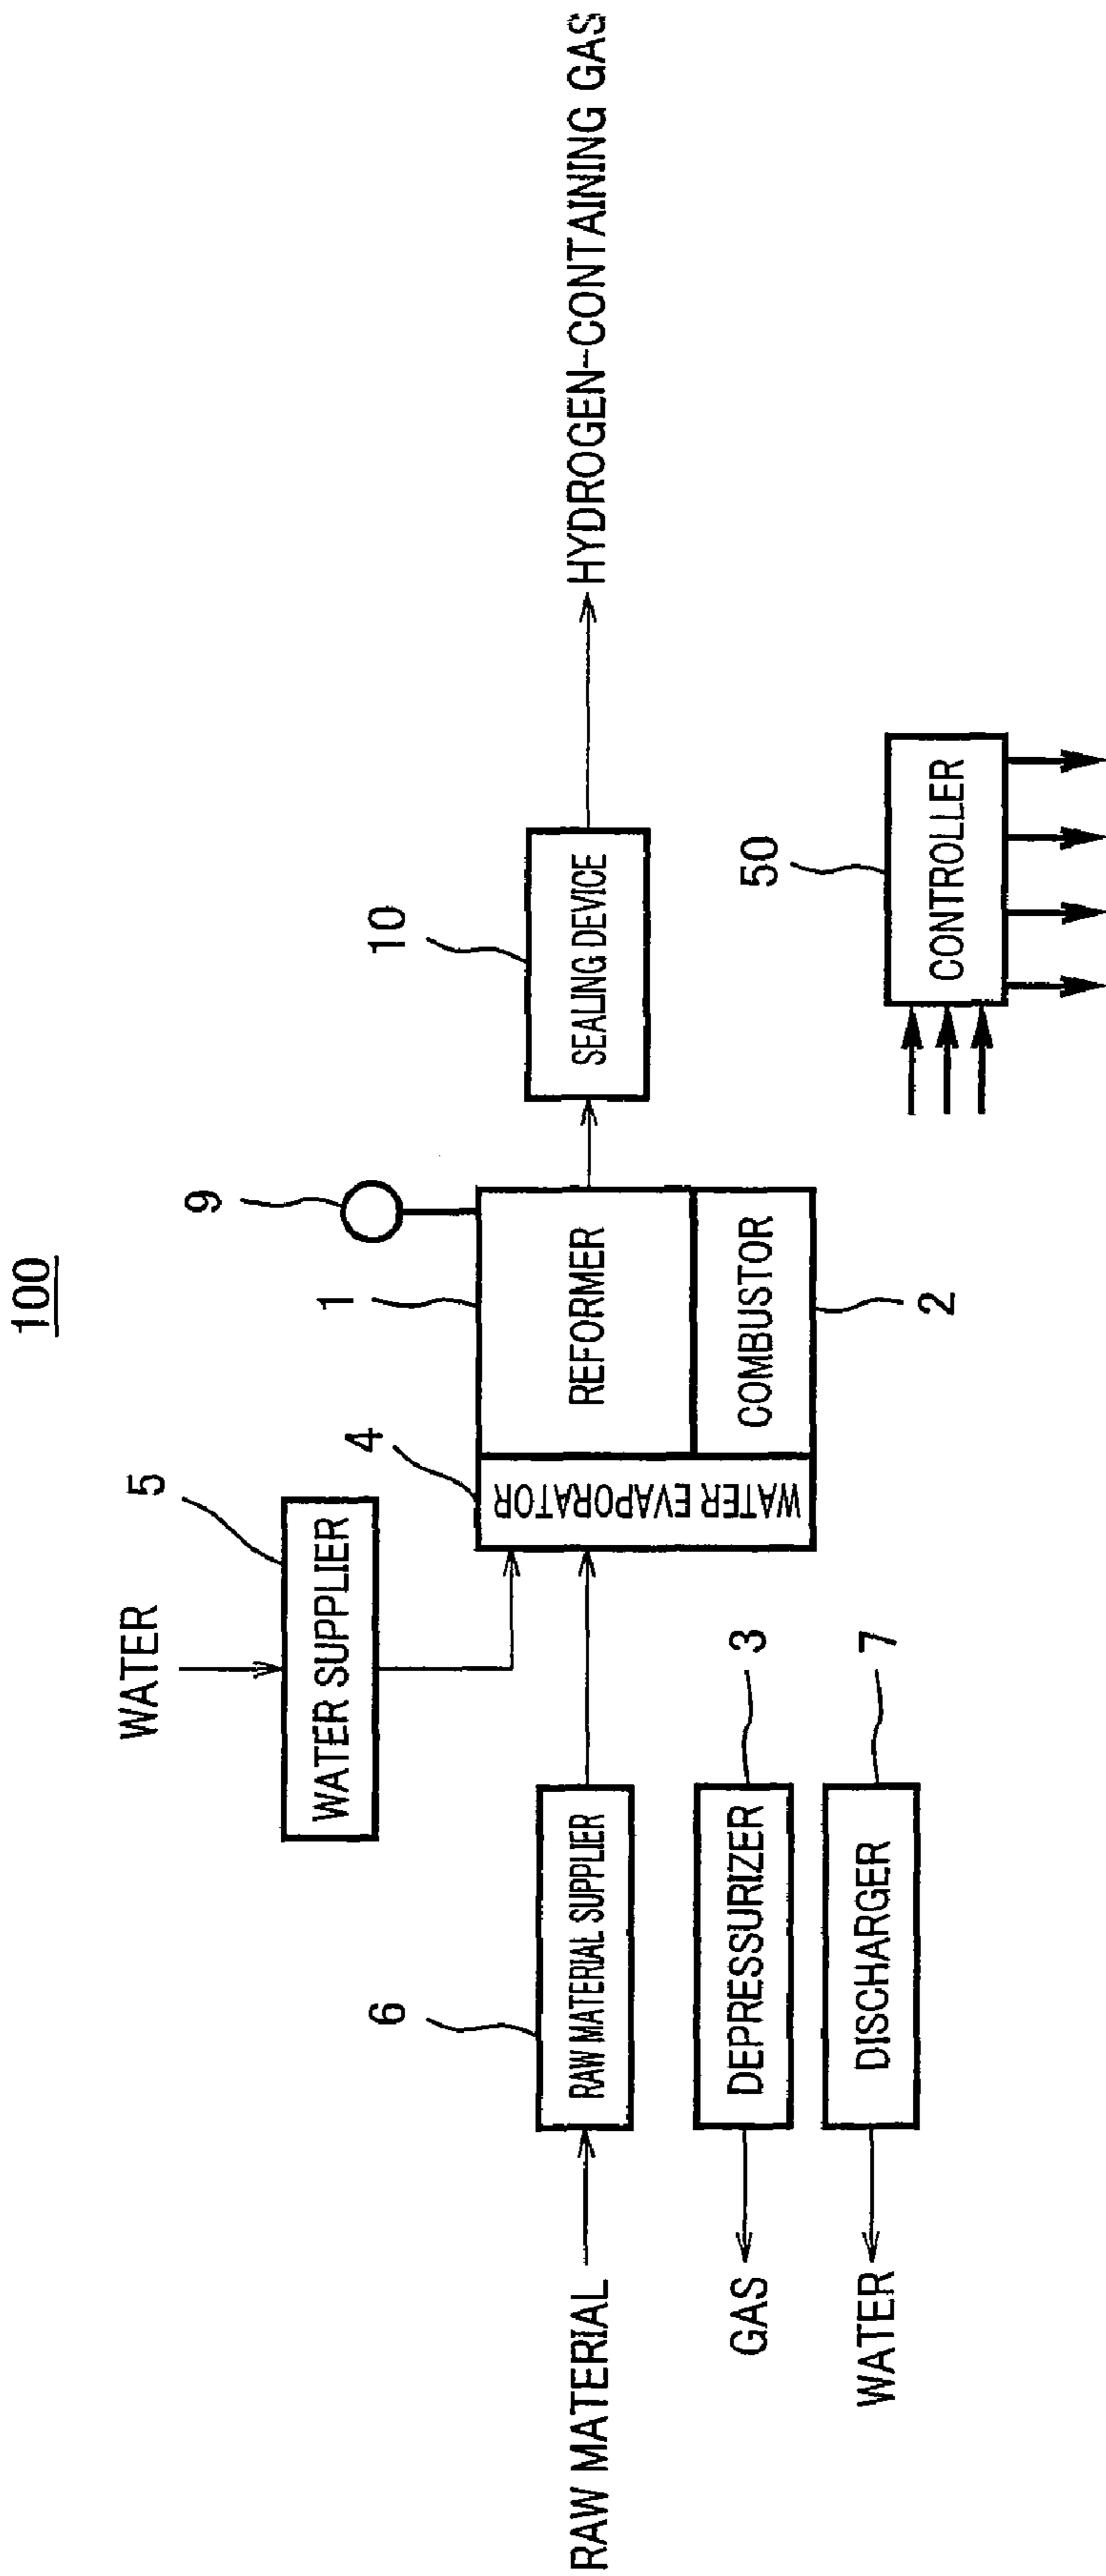 100
WATER
5
WATER SUPPLIER
4
1
9
10
6
RAW MATERIAL
RAW MATERIAL SUPPLIER
WATER EVAPORATOR
REFORMER
SEALING DEVICE
HYDROGEN-CONTAINING GAS
COMBUSTOR
2
GAS
DEPRESSURIZER
3
50
CONTROLLER
WATER
DISCHARGER
7